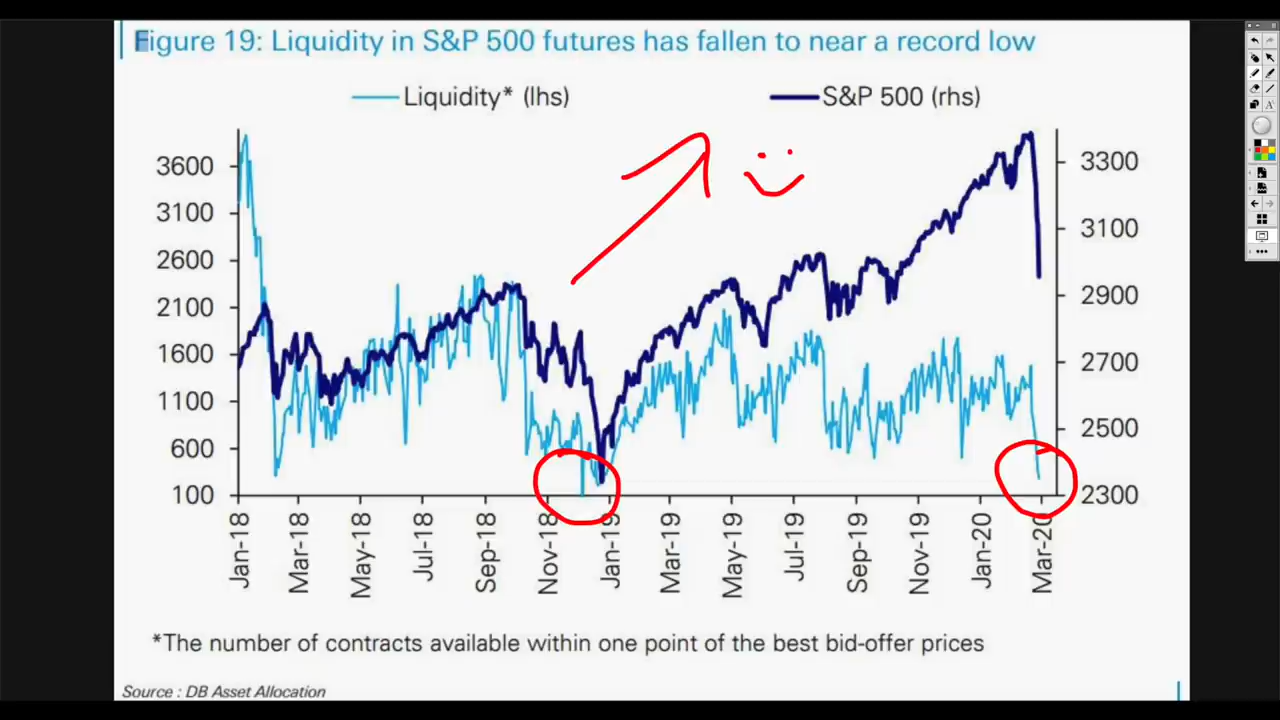 Figure 19: Liquidity in S&P 500 futures has fallen to near a record low
Liquidity* (lhs)
S&P 500 (rhs)
3600
3100
2600
2100
1600
1100
600
100
3300
3100
2900
2700
2500
2300
Jan-18
Mar-18
May-18
Jul-18
Sep-18
Nov-18
Jan-19
Mar-19
May-19
Jul-19
Sep-19
Nov-19
Jan-20
Mar-20
*The number of contracts available within one point of the best bid-offer prices
Source : DB Asset Allocation
A